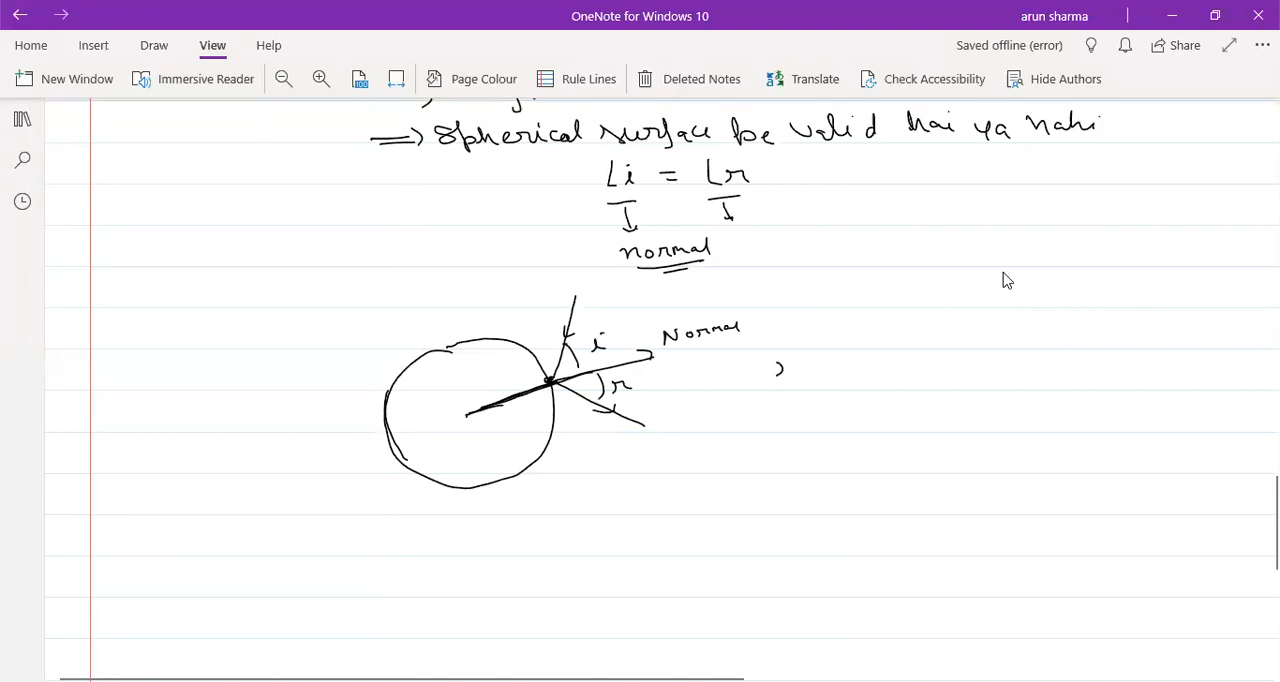 OneNote for Windows 10
arun sharma
Home Insert Draw View Help
Saved offline (error) Share
New Window Immersive Reader Page Colour Rule Lines Deleted Notes Translate Check Accessibility Hide Authors
=> Spherical surface be valid hai ya nahi
∠i = ∠r
normal
Normal
i
r